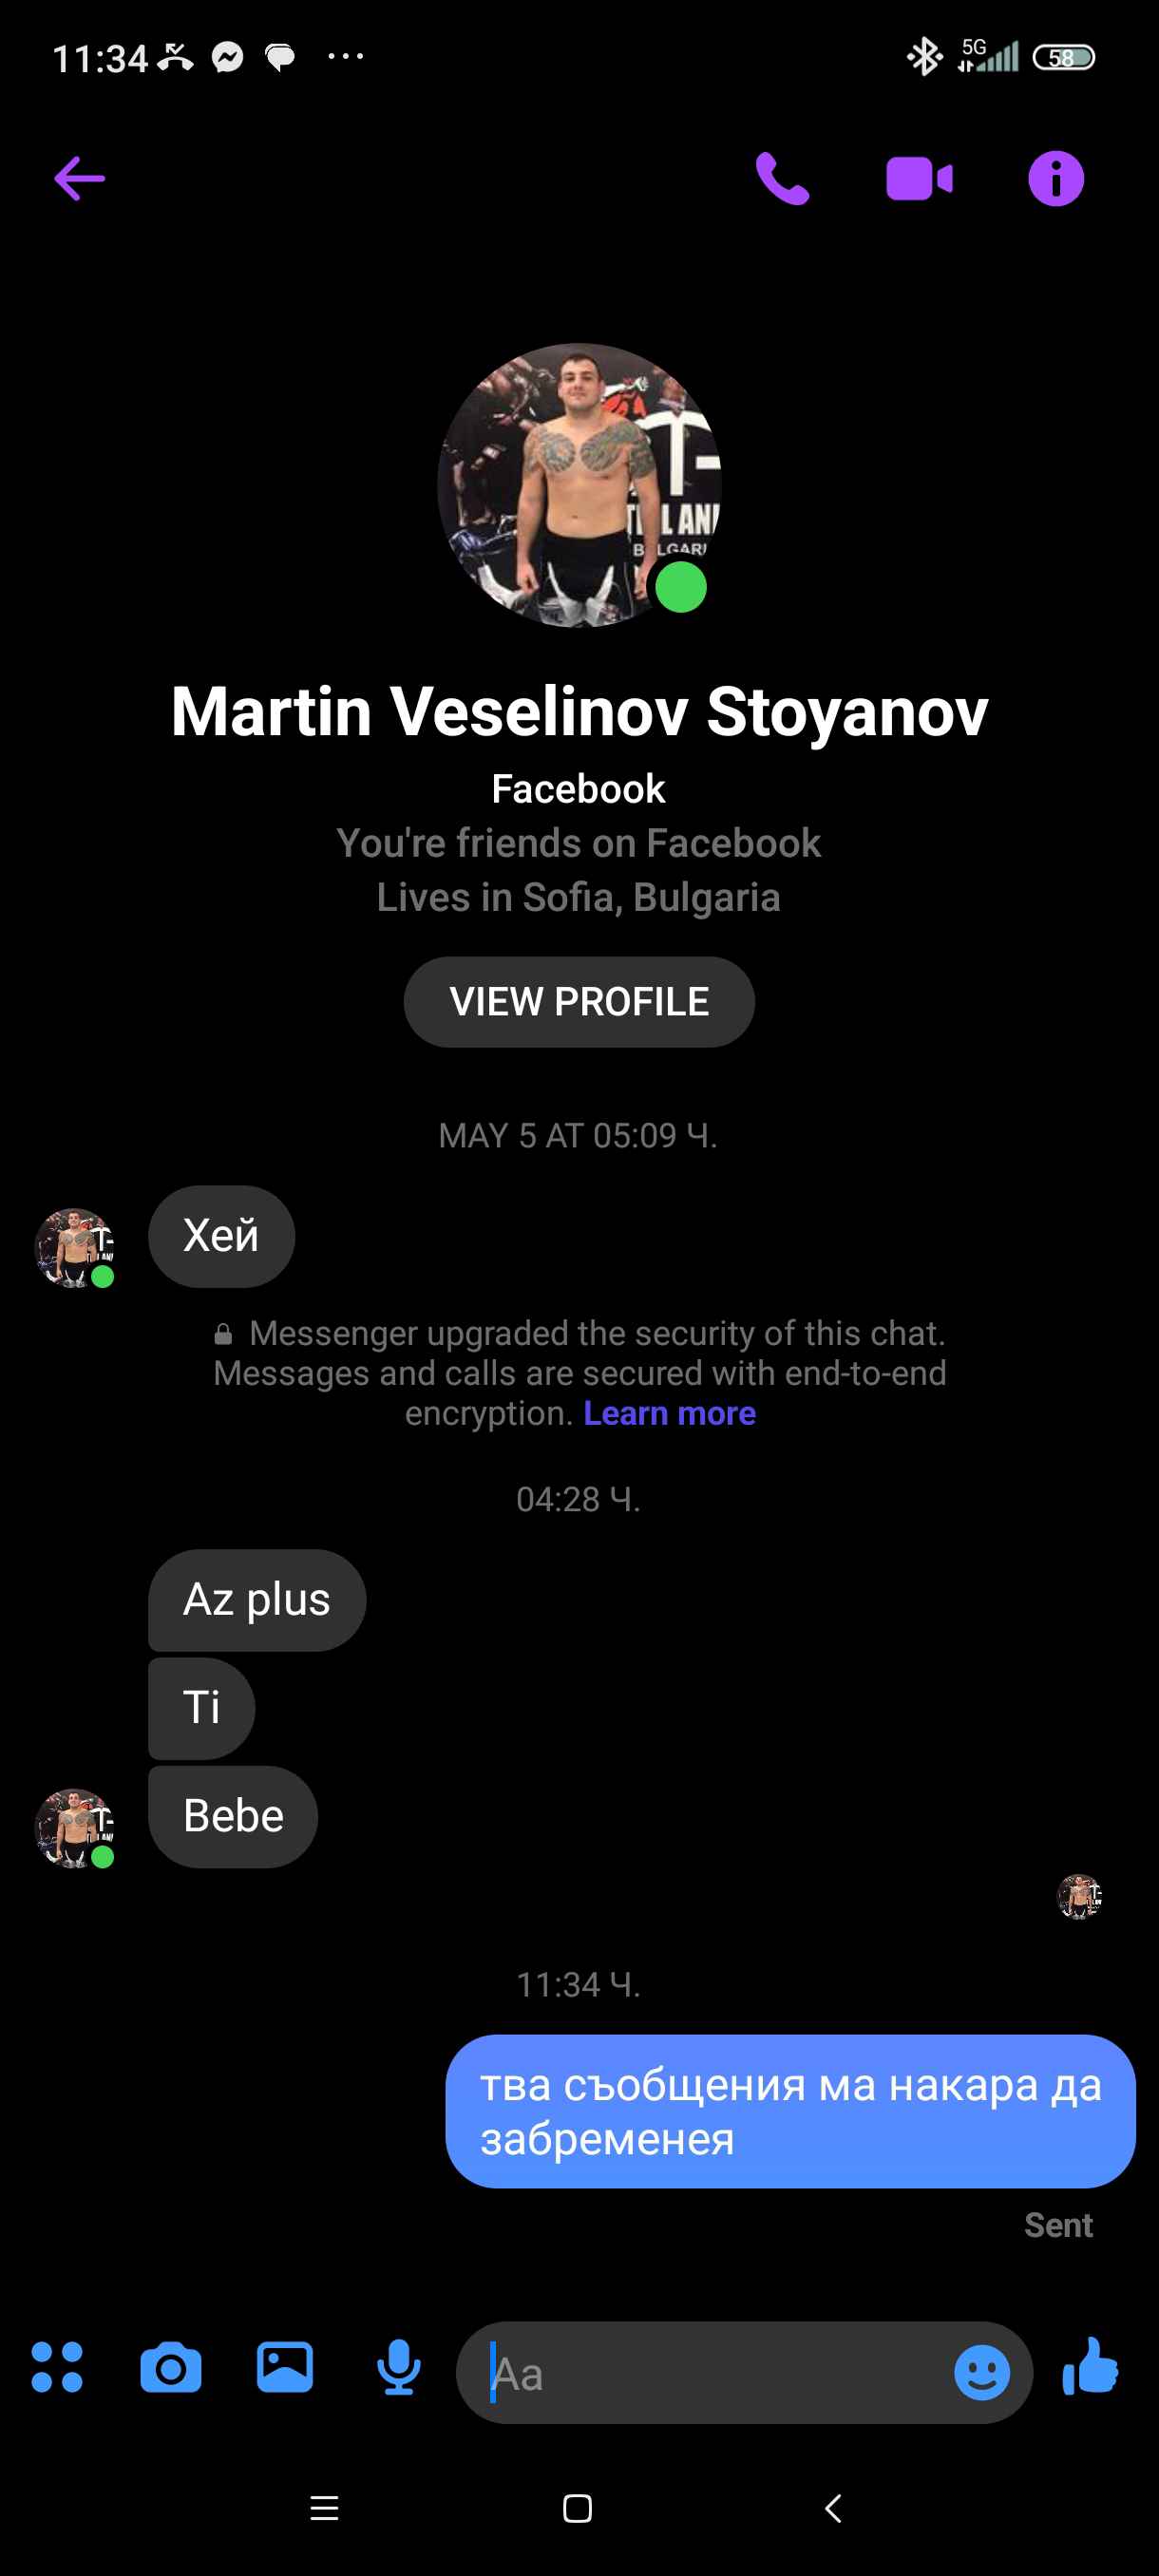 11:34
5G
58
Martin Veselinov Stoyanov
Facebook
You're friends on Facebook
Lives in Sofia, Bulgaria
VIEW PROFILE
MAY 5 AT 05:09 Ч.
Хей
Messenger upgraded the security of this chat.
Messages and calls are secured with end-to-end
encryption. Learn more
04:28 Ч.
Az plus
Ti
Bebe
11:34 Ч.
тва съобщения ма накара да
забременея
Sent
Aa